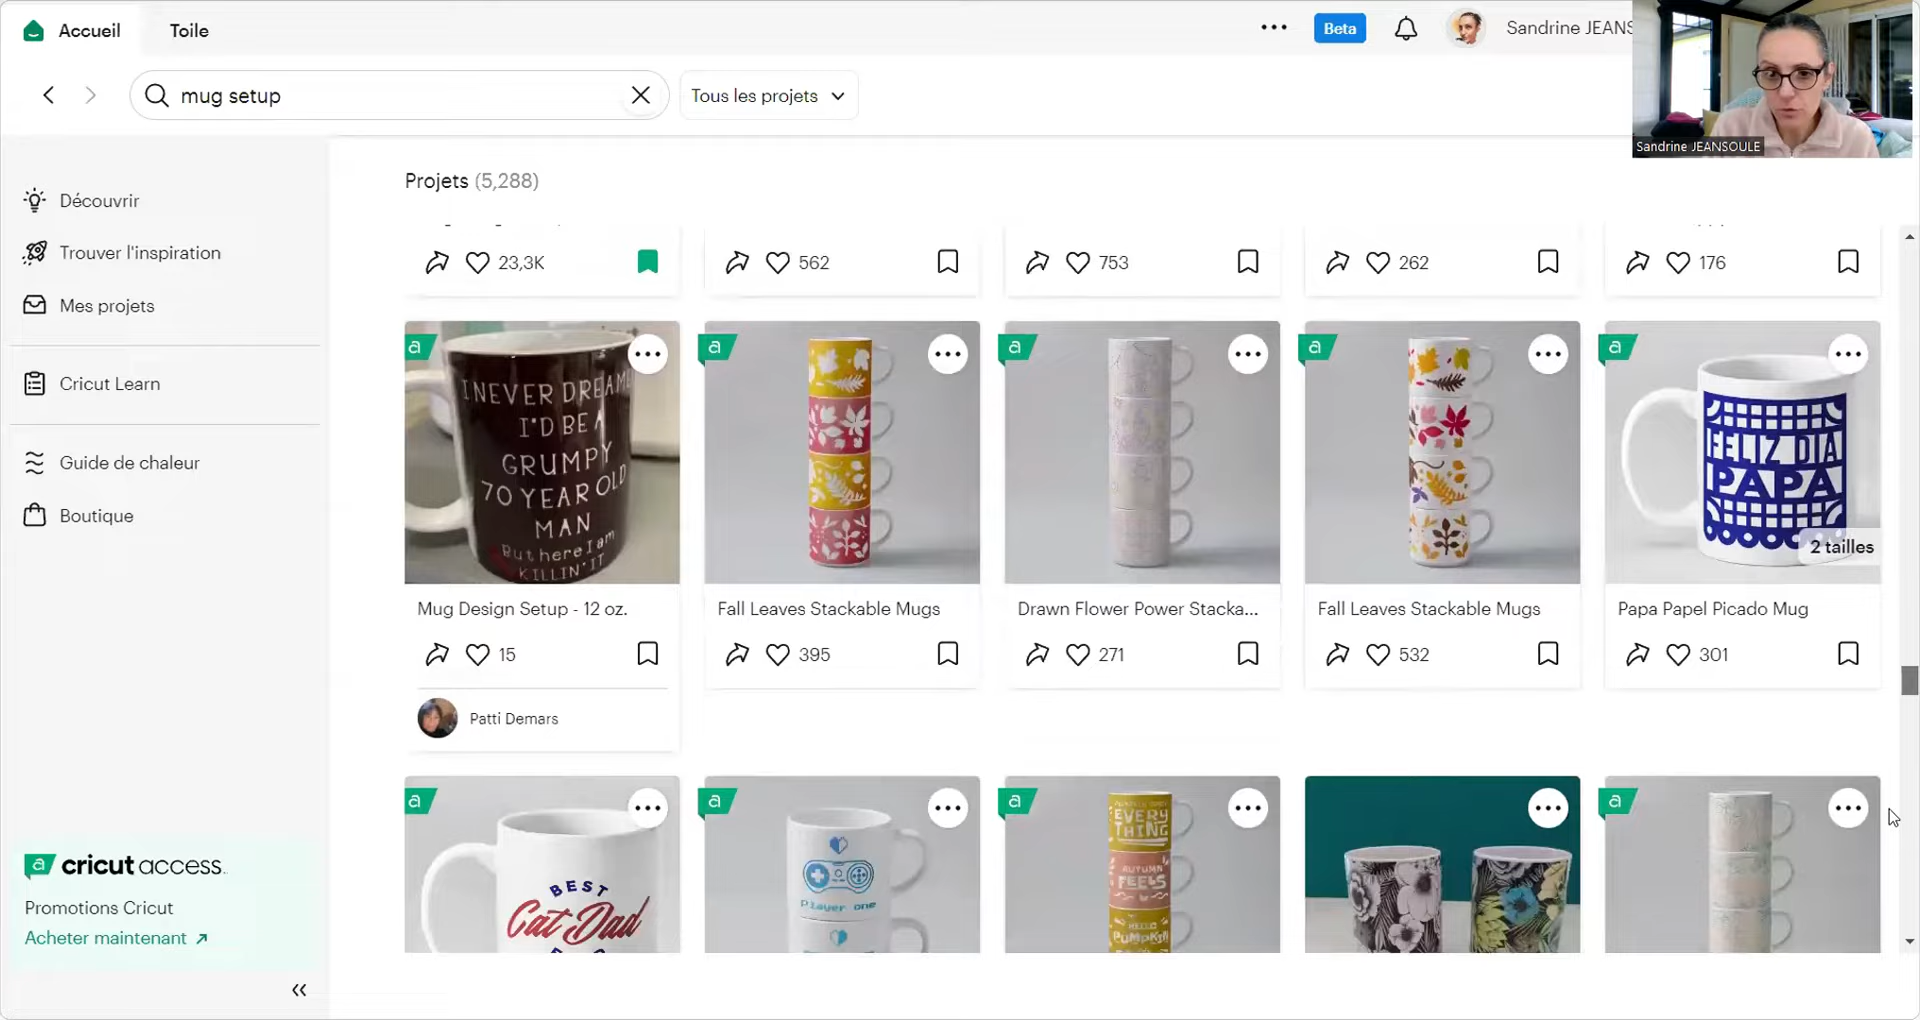 Accueil
Toile
Beta
Sandrine JEANS
mug setup
Tous les projets
Sandrine JEANSOULE
Découvrir
Trouver l'inspiration
Mes projets
Cricut Learn
Guide de chaleur
Boutique
Projets (5,288)
23,3K
562
753
262
176
a
a
a
a
a
I NEVER DREAME
I'D BE A
GRUMPY
70 YEAR OLD
MAN
But here I am
KILLIN' IT
FELIZ DIA
PAPA
2 tailles
Mug Design Setup - 12 oz.
Fall Leaves Stackable Mugs
Drawn Flower Power Stacka...
Fall Leaves Stackable Mugs
Papa Papel Picado Mug
15
395
271
532
301
Patti Demars
a
a
a
a
BEST
Cat Dad
Player one
EVERY
THING
AUTUMN
FEELS
HELLO
PUMPKIN
a cricut access
Promotions Cricut
Acheter maintenant